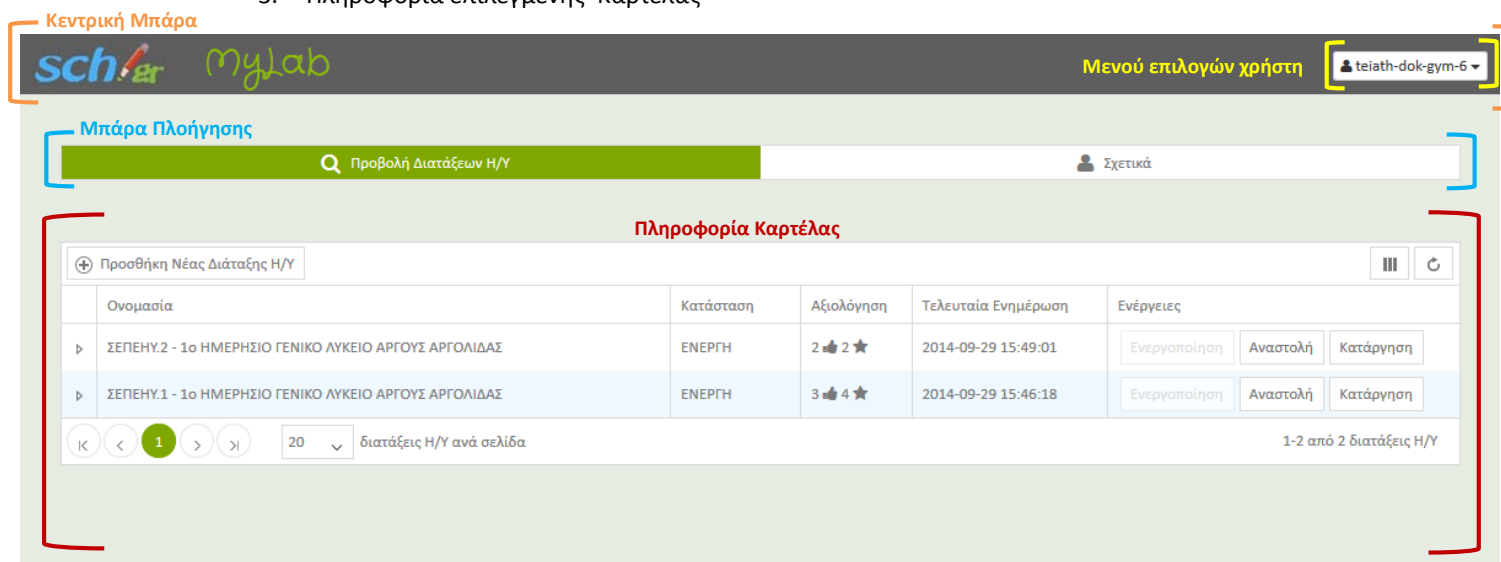 3. Πληροφορία επιλεγμένης Καρτέλας
Κεντρική Μπάρα
sch.gr MyLab Μενού επιλογών χρήστη teiath-dok-gym-6
Μπάρα Πλοήγησης
Προβολή Διατάξεων Η/Υ Σχετικά
Πληροφορία Καρτέλας
Προσθήκη Νέας Διάταξης Η/Υ
Ονομασία Κατάσταση Αξιολόγηση Τελευταία Ενημέρωση Ενέργειες
ΣΕΠΕΗΥ.2 - 1ο ΗΜΕΡΗΣΙΟ ΓΕΝΙΚΟ ΛΥΚΕΙΟ ΑΡΓΟΥΣ ΑΡΓΟΛΙΔΑΣ ΕΝΕΡΓΗ 2 2 2014-09-29 15:49:01 Ενεργοποίηση Αναστολή Κατάργηση
ΣΕΠΕΗΥ.1 - 1ο ΗΜΕΡΗΣΙΟ ΓΕΝΙΚΟ ΛΥΚΕΙΟ ΑΡΓΟΥΣ ΑΡΓΟΛΙΔΑΣ ΕΝΕΡΓΗ 3 4 2014-09-29 15:46:18 Ενεργοποίηση Αναστολή Κατάργηση
1 20 διατάξεις Η/Υ ανά σελίδα 1-2 από 2 διατάξεις Η/Υ